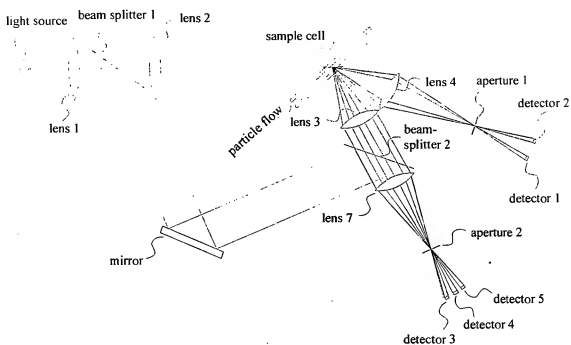 light source
beam splitter 1
lens 2
sample cell
lens 4
aperture 1
detector 2
lens 1
particle flow
lens 3
beam-
splitter 2
detector 1
lens 7
aperture 2
mirror
detector 5
detector 4
detector 3